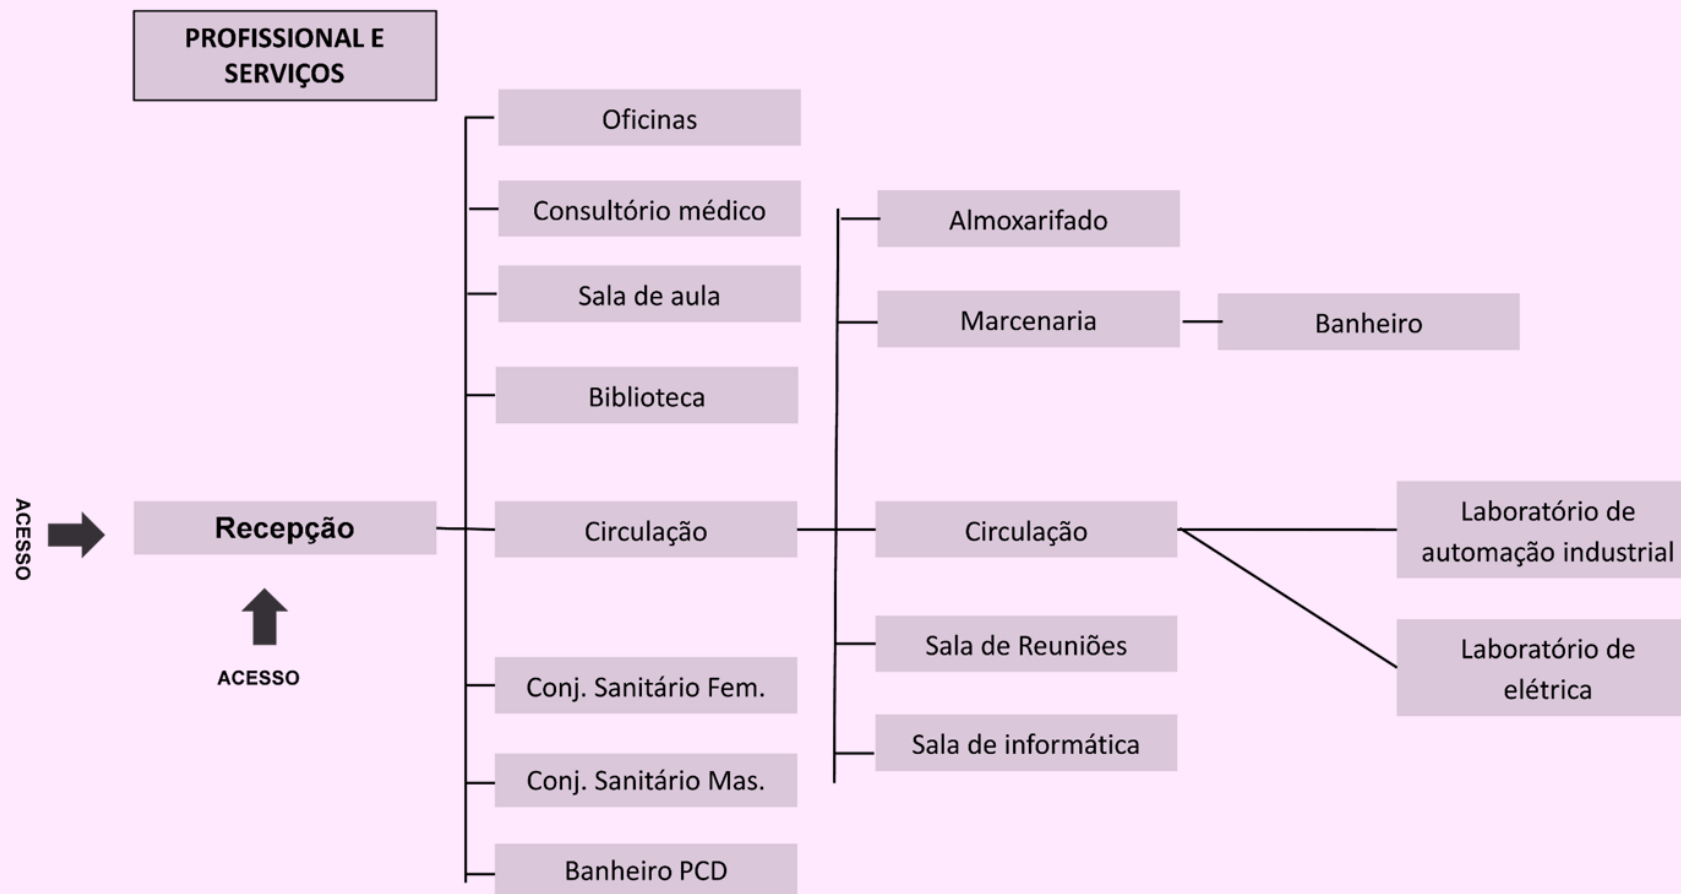 PROFISSIONAL E
SERVIÇOS
Oficinas
Consultório médico
Sala de aula
Biblioteca
ACESSO
Recepção
ACESSO
Circulação
Conj. Sanitário Fem.
Conj. Sanitário Mas.
Banheiro PCD
Almoxarifado
Marcenaria
Banheiro
Circulação
Sala de Reuniões
Sala de informática
Laboratório de
automação industrial
Laboratório de
elétrica